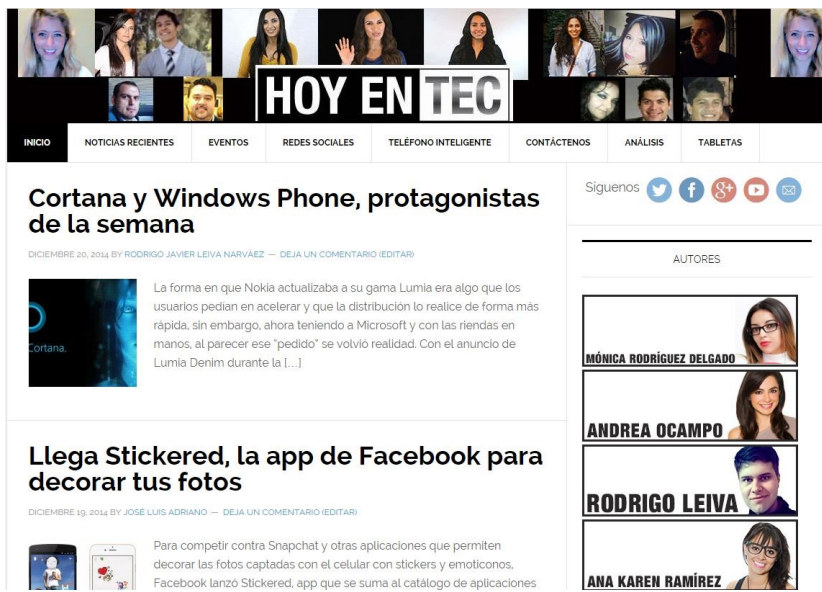 HOY EN TEC
INICIO
NOTICIAS RECIENTES
EVENTOS
REDES SOCIALES
TELÉFONO INTELIGENTE
CONTÁCTENOS
ANÁLISIS
TABLETAS
Cortana y Windows Phone, protagonistas
de la semana
DICIEMBRE 20, 2014 BY RODRIGO JAVIER LEIVA NARVÁEZ — DEJA UN COMENTARIO (EDITAR)
Cortana.
La forma en que Nokia actualizaba a su gama Lumia era algo que los
usuarios pedian en acelerar y que la distribución lo realice de forma más
rápida, sin embargo, ahora teniendo a Microsoft y con las riendas en
manos, al parecer ese "pedido" se volvió realidad. Con el anuncio de
Lumia Denim durante la [...]
Llega Stickered, la app de Facebook para
decorar tus fotos
DICIEMBRE 19, 2014 BY JOSÉ LUIS ADRIANO — DEJA UN COMENTARIO (EDITAR)
Para competir contra Snapchat y otras aplicaciones que permiten
decorar las fotos captadas con el celular con stickers y emoticonos,
Facebook lanzó Stickered, app que se suma al catálogo de aplicaciones
Síguenos
AUTORES
MÓNICA RODRÍGUEZ DELGADO
ANDREA OCAMPO
RODRIGO LEIVA
ANA KAREN RAMÍREZ